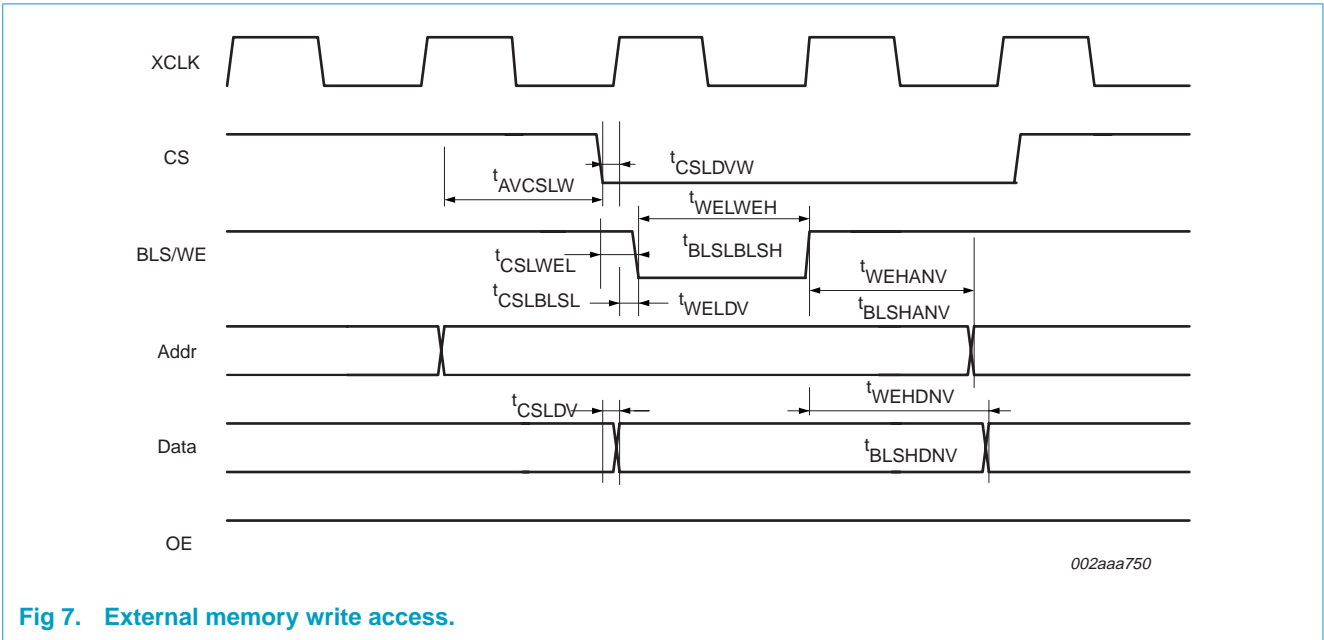 XCLK
CS
tCSLDVW
tAVCSLW
tWELWEH
BLS/WE
tCSLWEL
tBLSLBLSH
tWEHANV
tCSLBLSL
tWELDV
tBLSHANV
Addr
tWEHDNV
tCSLDV
Data
tBLSHDNV
OE
002aaa750
Fig 7. External memory write access.